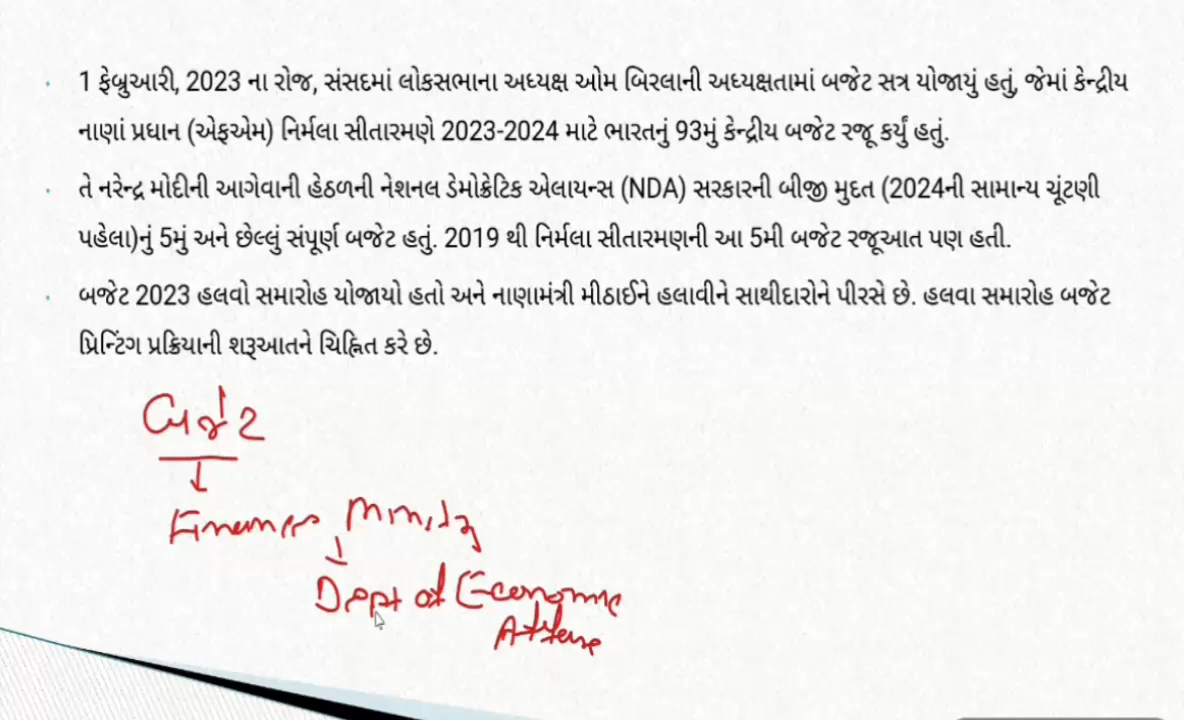 • 1 ફેબ્રુઆરી, 2023 ના રોજ, સંસદમાં લોકસભાના અધ્યક્ષ ઓમ બિરલાની અધ્યક્ષતામાં બજેટ સત્ર યોજાયું હતું, જેમાં કેન્દ્રીય
નાણાં પ્રધાન (એફએમ) નિર્મલા સીતારમણે 2023-2024 માટે ભારતનું 93મું કેન્દ્રીય બજેટ રજૂ કર્યું હતું.
• તે નરેન્દ્ર મોદીની આગેવાની હેઠળની નેશનલ ડેમોક્રેટિક એલાયન્સ (NDA) સરકારની બીજી મુદત (2024ની સામાન્ય ચૂંટણી
પહેલા)નું 5મું અને છેલ્લું સંપૂર્ણ બજેટ હતું. 2019 થી નિર્મલા સીતારમણની આ 5મી બજેટ રજૂઆત પણ હતી.
• બજેટ 2023 હલવો સમારોહ યોજાયો હતો અને નાણામંત્રી મીઠાઈને હલાવીને સાથીદારોને પીરસે છે. હલવા સમારોહ બજેટ
પ્રિન્ટિંગ પ્રક્રિયાની શરૂઆતને ચિહ્નિત કરે છે.
બજેટ
Dept of Economic